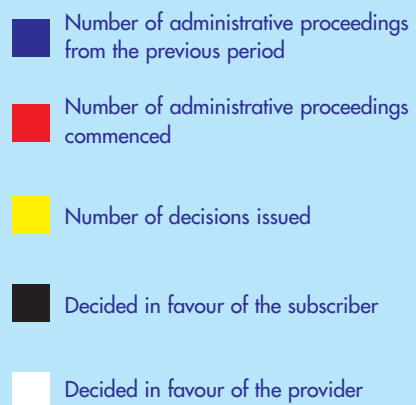 Number of administrative proceedings
from the previous period
Number of administrative proceedings
commenced
Number of decisions issued
Decided in favour of the subscriber
Decided in favour of the provider